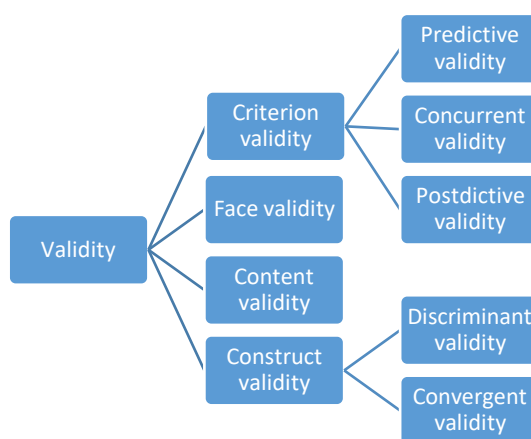 Predictive
validity
Criterion
validity
Concurrent
validity
Postdictive
validity
Face validity
Validity
Content
validity
Construct
validity
Discriminant
validity
Convergent
validity